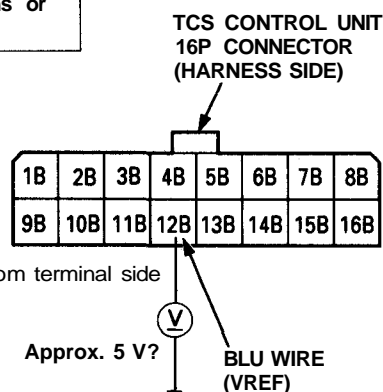 or
TCS CONTROL UNIT
16P CONNECTOR
(HARNESS SIDE)
1B 2B 3B 4B 5B 6B 7B 8B
9B 10B 11B 12B 13B 14B 15B 16B
terminal side
V
Approx. 5 V?
BLU WIRE
(VREF)